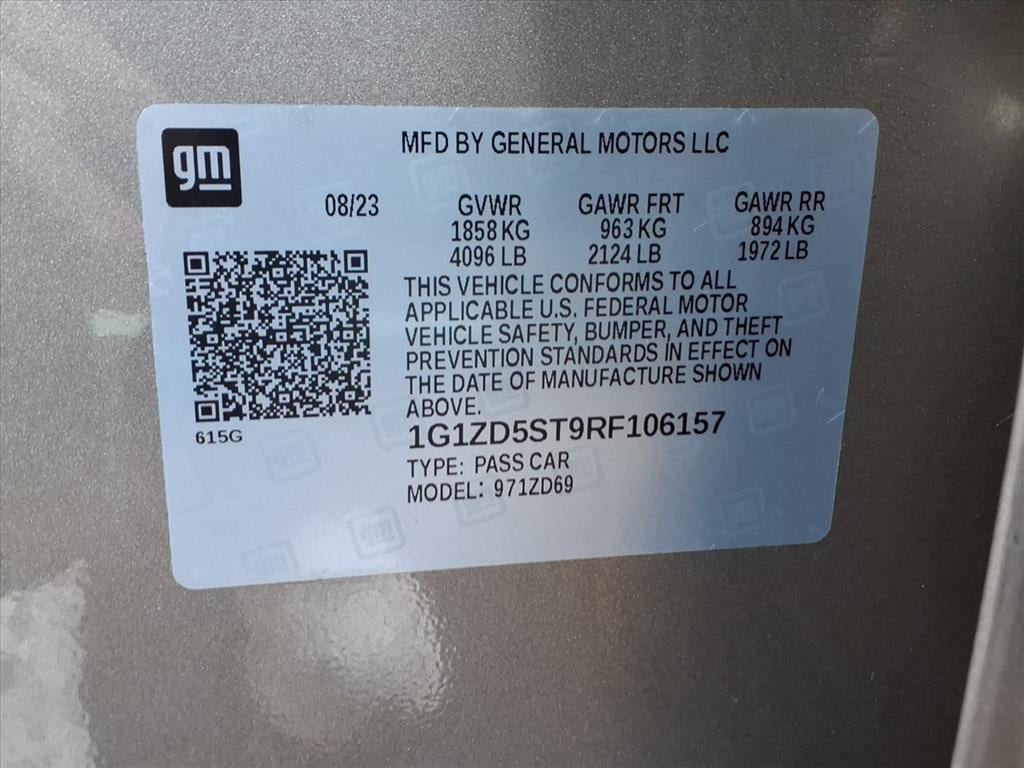 gm
MFD BY GENERAL MOTORS LLC
08/23 GVWR GAWR FRT GAWR RR
1858 KG 963 KG 894 KG
4096 LB 2124 LB 1972 LB
THIS VEHICLE CONFORMS TO ALL
APPLICABLE U.S. FEDERAL MOTOR
VEHICLE SAFETY, BUMPER, AND THEFT
PREVENTION STANDARDS IN EFFECT ON
THE DATE OF MANUFACTURE SHOWN
ABOVE.
615G
1G1ZD5ST9RF106157
TYPE: PASS CAR
MODEL: 971ZD69